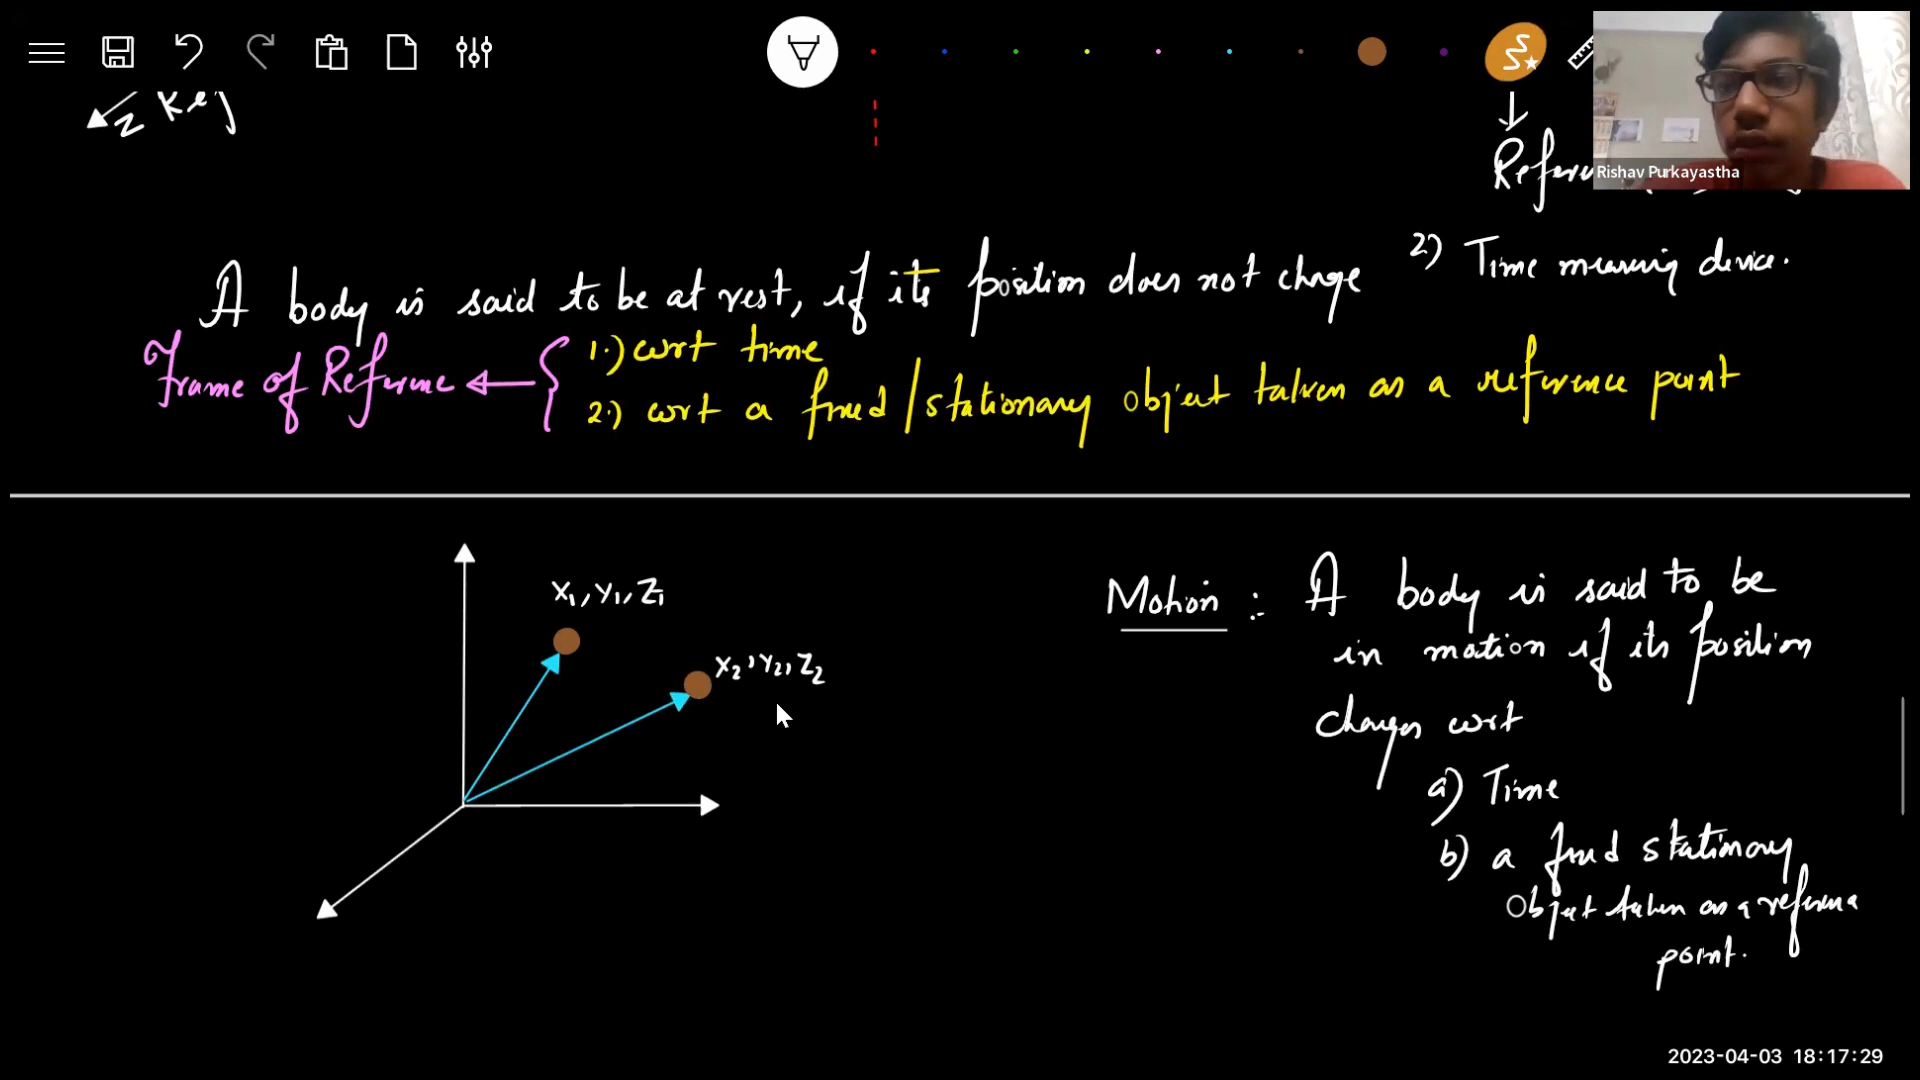 Z
Rishav Purkayastha
2) Time measuring device.
A body is said to be at rest, if its position does not change
Frame of Reference
1.) wrt time
2.) wrt a fixed / stationary object taken as a reference point
X₁, Y₁, Z₁
X₂, Y₂, Z₂
Motion :- A body is said to be
in motion if its position
changes wrt
a) Time
b) a fixed stationary
Object taken as a reference
point.
2023-04-03 18:17:29